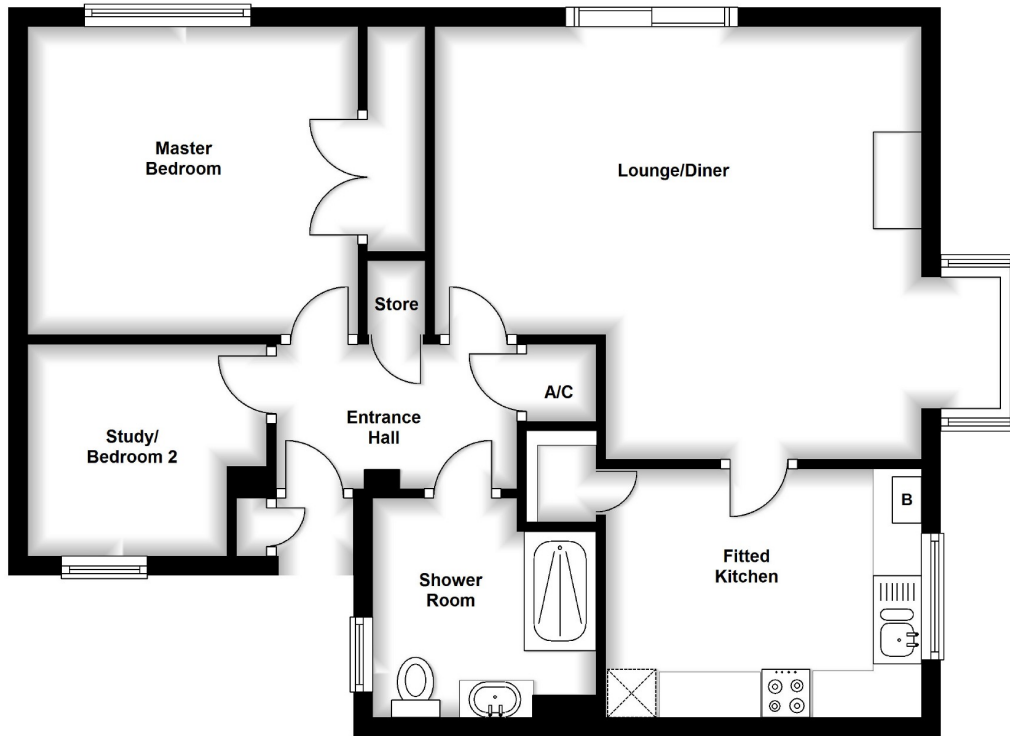 Master
Bedroom
Lounge/Diner
Store
A/C
Entrance
Hall
Study/
Bedroom 2
B
Fitted
Kitchen
Shower
Room